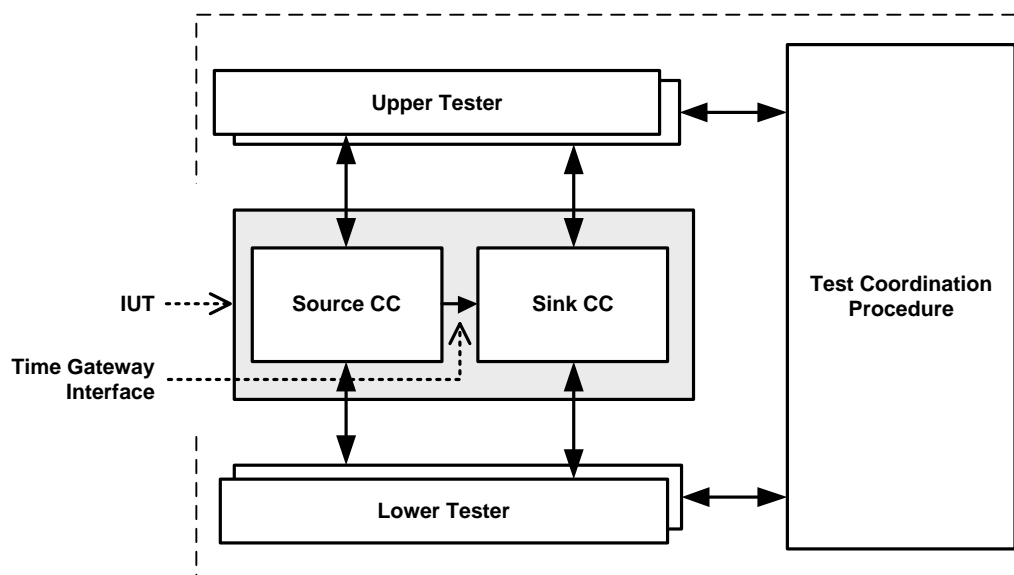 Upper Tester
Test Coordination
Procedure
IUT
Source CC
Sink CC
Time Gateway
Interface
Lower Tester